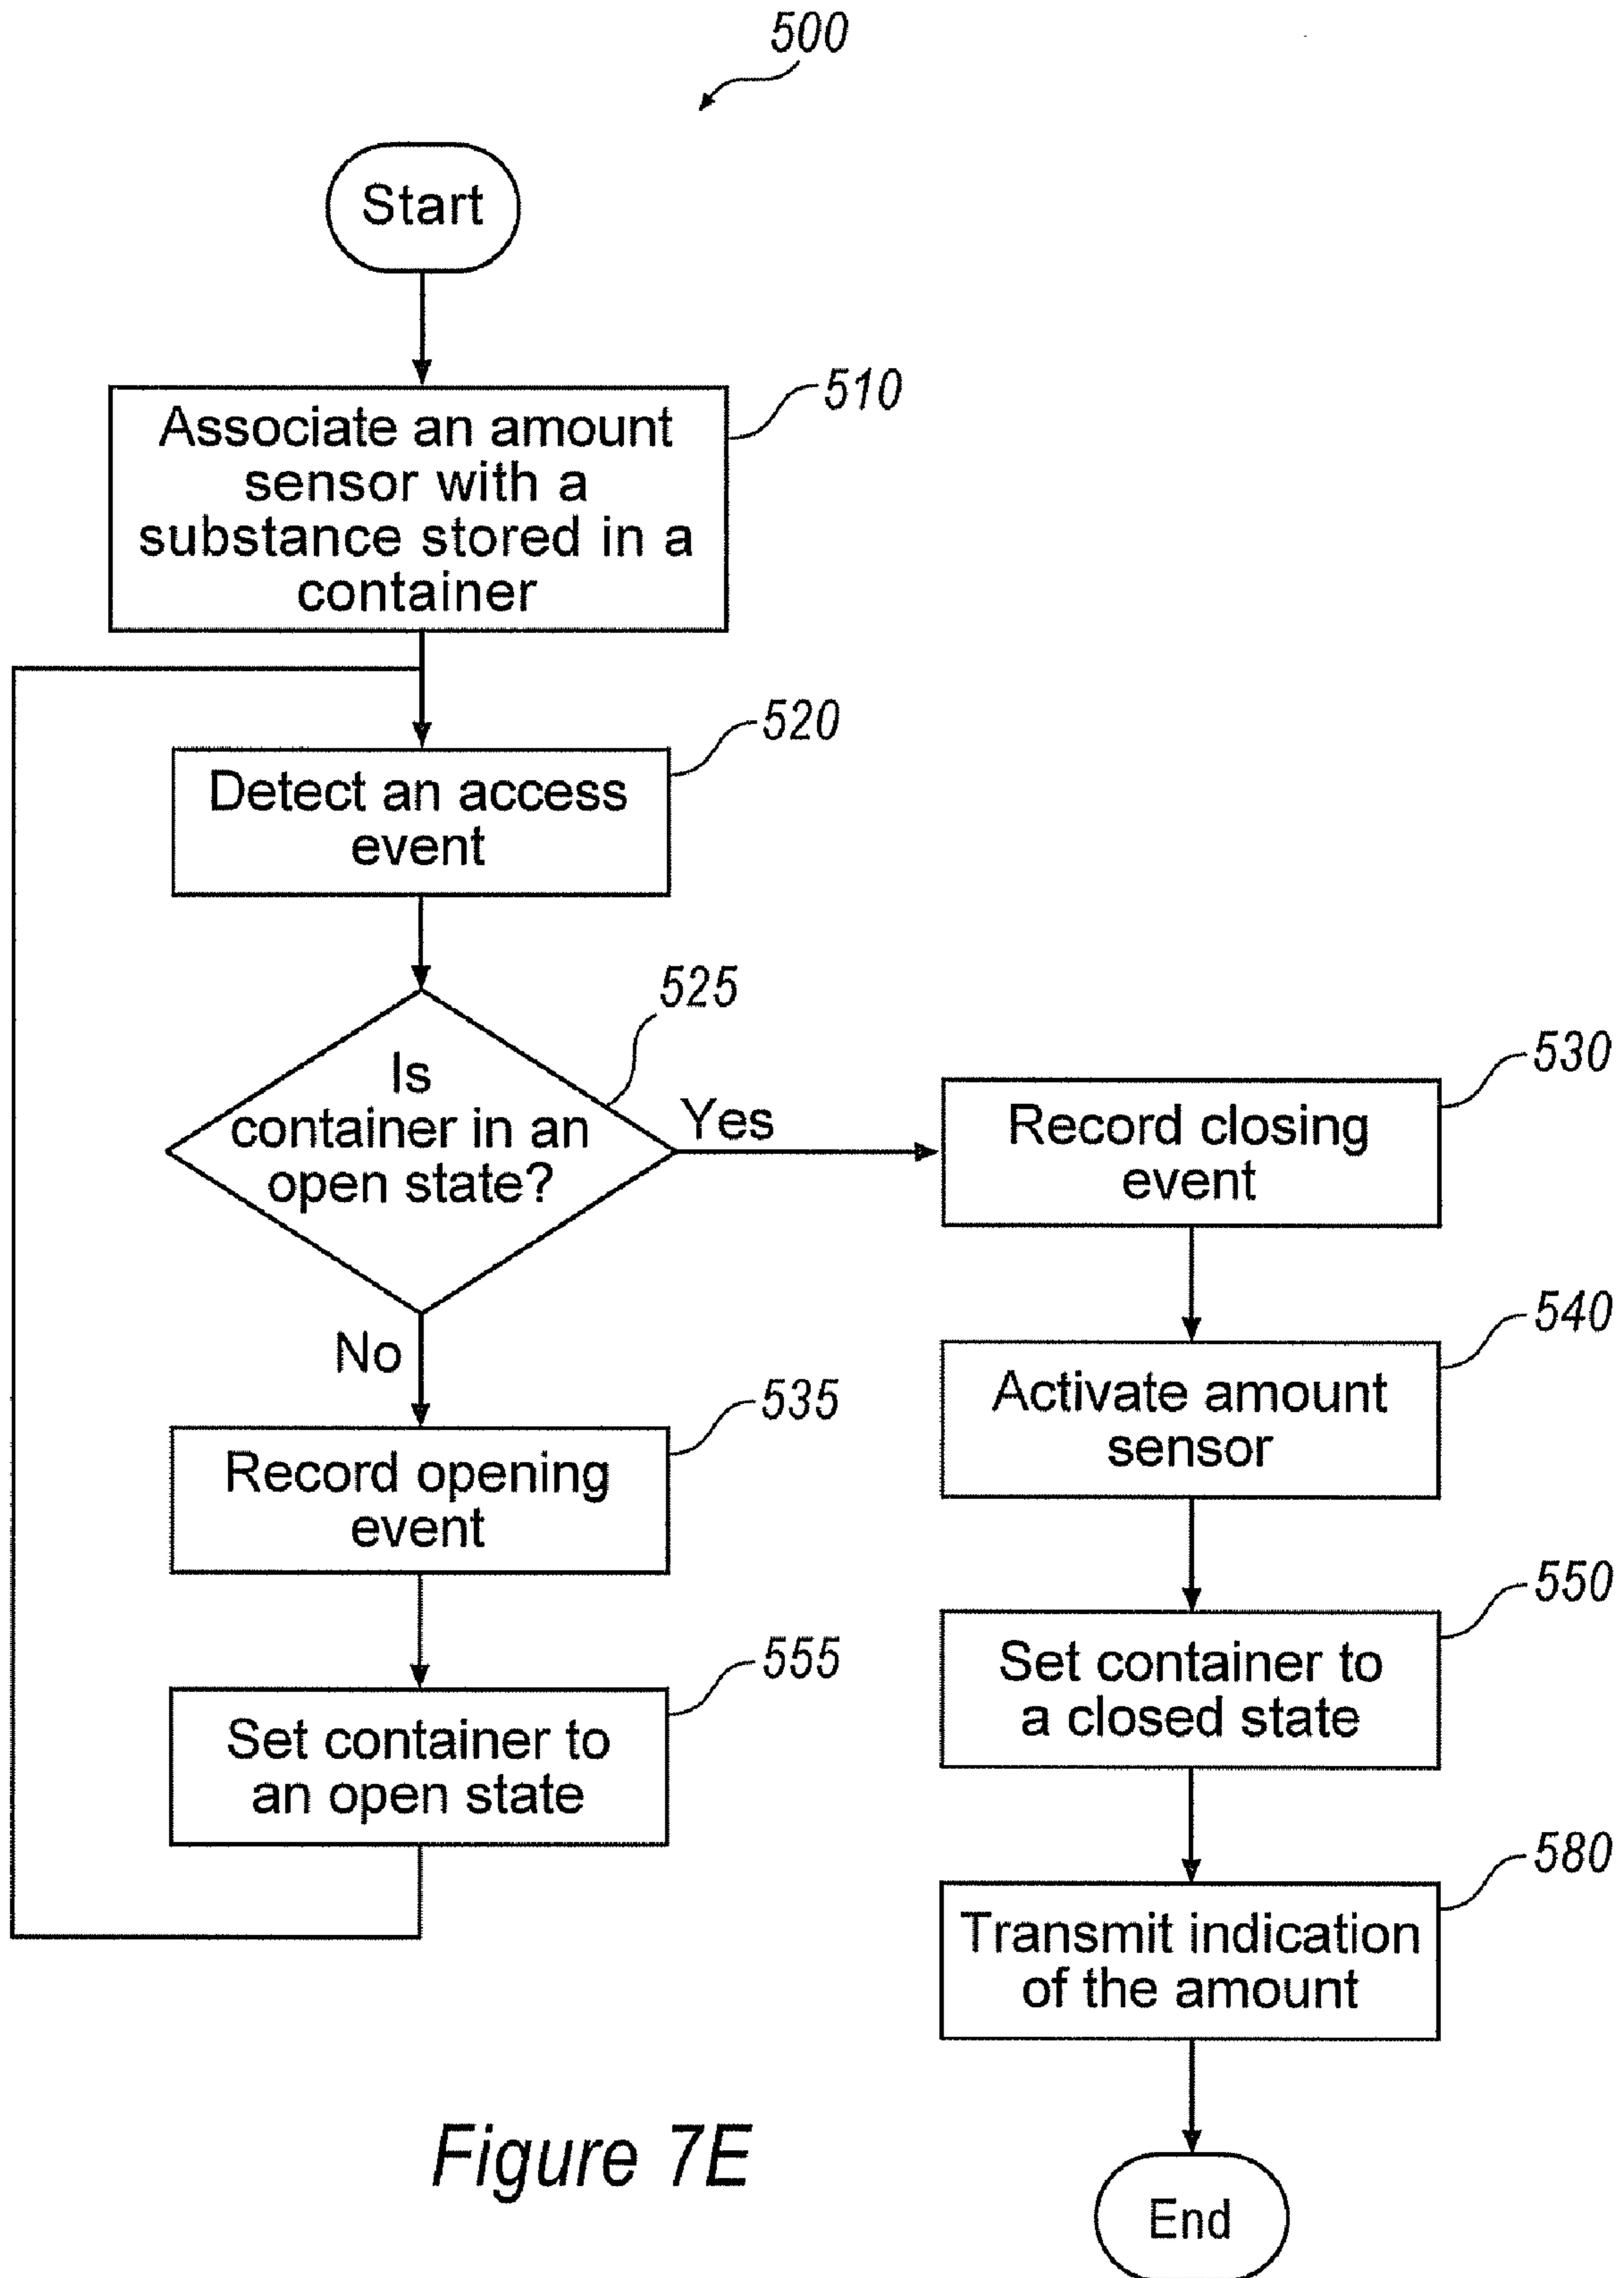 500
Start
510
Associate an amount
sensor with a
substance stored in a
container
520
Detect an access
event
525
Is
container in an
open state?
Yes
No
530
Record closing
event
540
Activate amount
sensor
535
Record opening
event
550
Set container to
a closed state
555
Set container to
an open state
580
Transmit indication
of the amount
End
Figure 7E